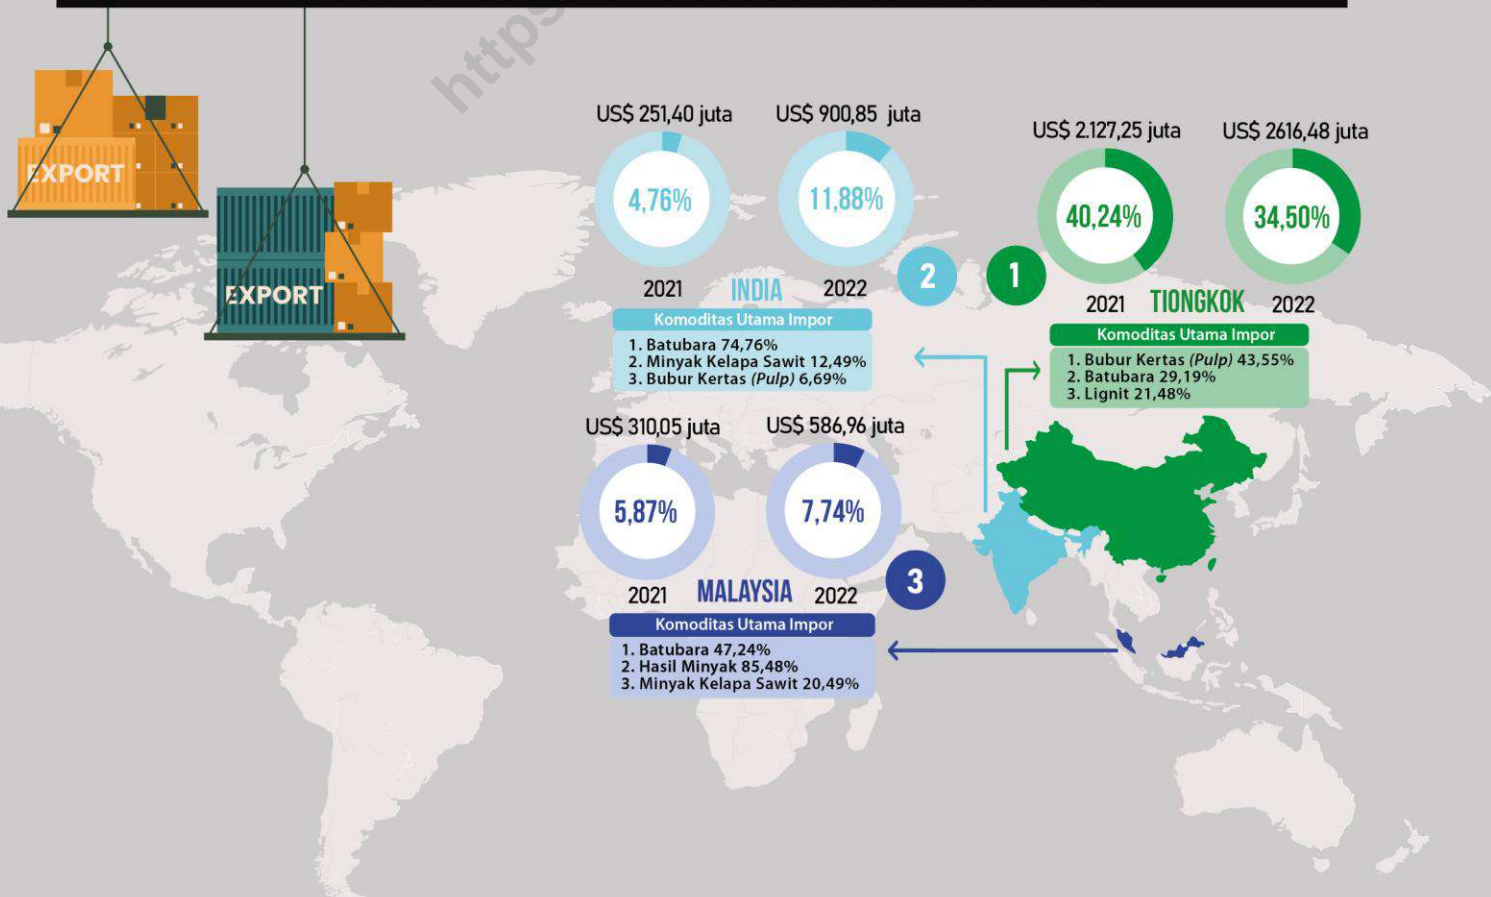 https
EXPORT
EXPORT
US$ 251,40 juta
US$ 900,85 juta
4,76%
11,88%
2021
INDIA
2022
2
Komoditas Utama Impor
1. Batubara 74,76%
2. Minyak Kelapa Sawit 12,49%
3. Bubur Kertas (Pulp) 6,69%
US$ 2.127,25 juta
US$ 2616,48 juta
40,24%
34,50%
1
2021
TIONGKOK
2022
Komoditas Utama Impor
1. Bubur Kertas (Pulp) 43,55%
2. Batubara 29,19%
3. Lignit 21,48%
US$ 310,05 juta
US$ 586,96 juta
5,87%
7,74%
2021
MALAYSIA
2022
3
Komoditas Utama Impor
1. Batubara 47,24%
2. Hasil Minyak 85,48%
3. Minyak Kelapa Sawit 20,49%